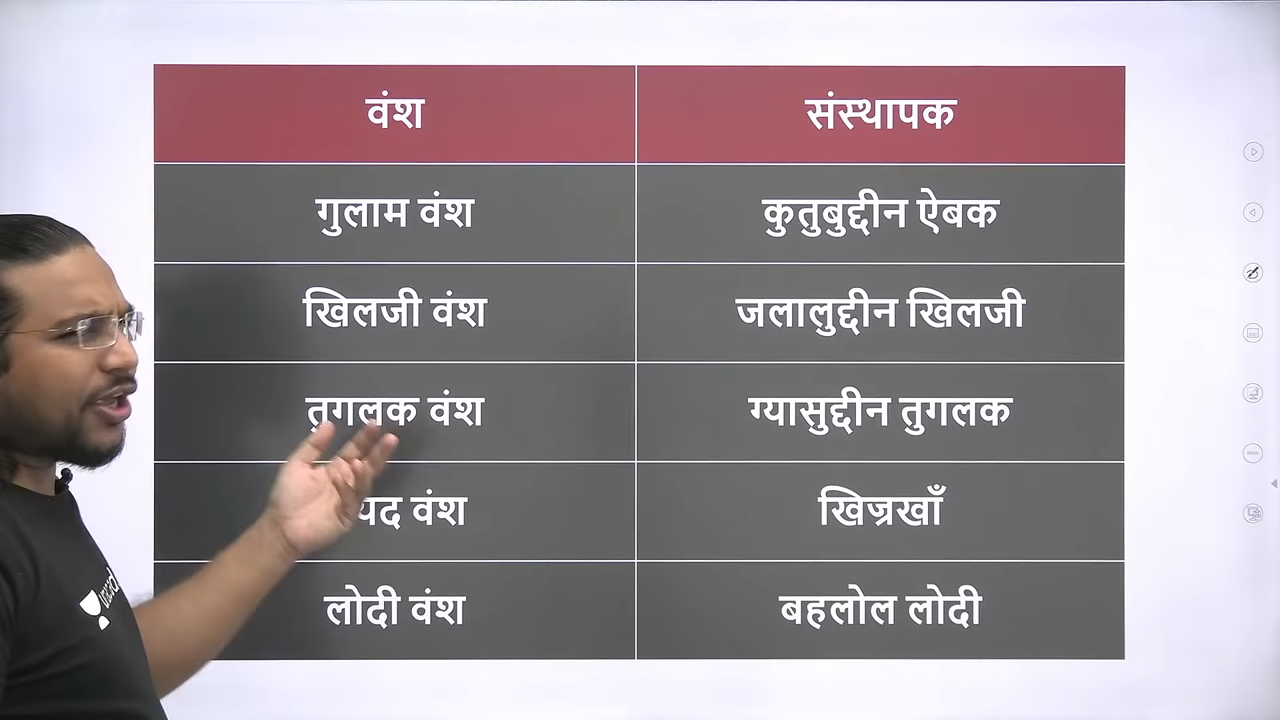 वंश संस्थापक
गुलाम वंश कुतुबुद्दीन ऐबक
खिलजी वंश जलालुद्दीन खिलजी
तुगलक वंश ग्यासुद्दीन तुगलक
वंश खिज्रखाँ
लोदी वंश बहलोल लोदी